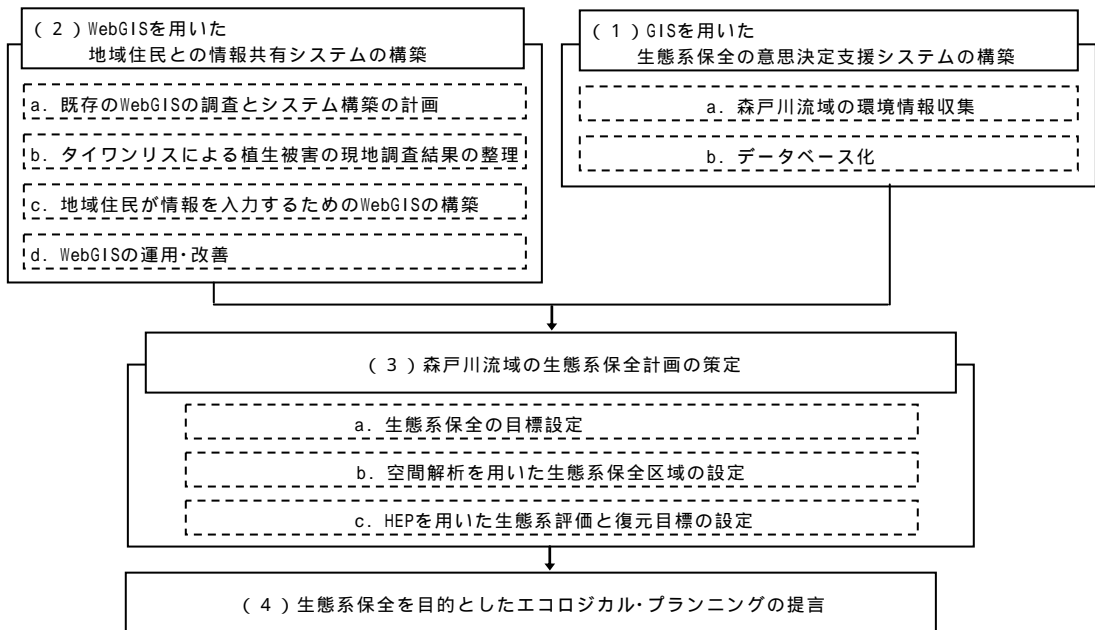 （２）WebGISを用いた
地域住民との情報共有システムの構築
a. 既存のWebGISの調査とシステム構築の計画
b. タイワンリスによる植生被害の現地調査結果の整理
c. 地域住民が情報を入力するためのWebGISの構築
d. WebGISの運用・改善
（１）GISを用いた
生態系保全の意思決定支援システムの構築
a. 森戸川流域の環境情報収集
b. データベース化
（３）森戸川流域の生態系保全計画の策定
a. 生態系保全の目標設定
b. 空間解析を用いた生態系保全区域の設定
c. HEPを用いた生態系評価と復元目標の設定
（４）生態系保全を目的としたエコロジカル・プランニングの提言